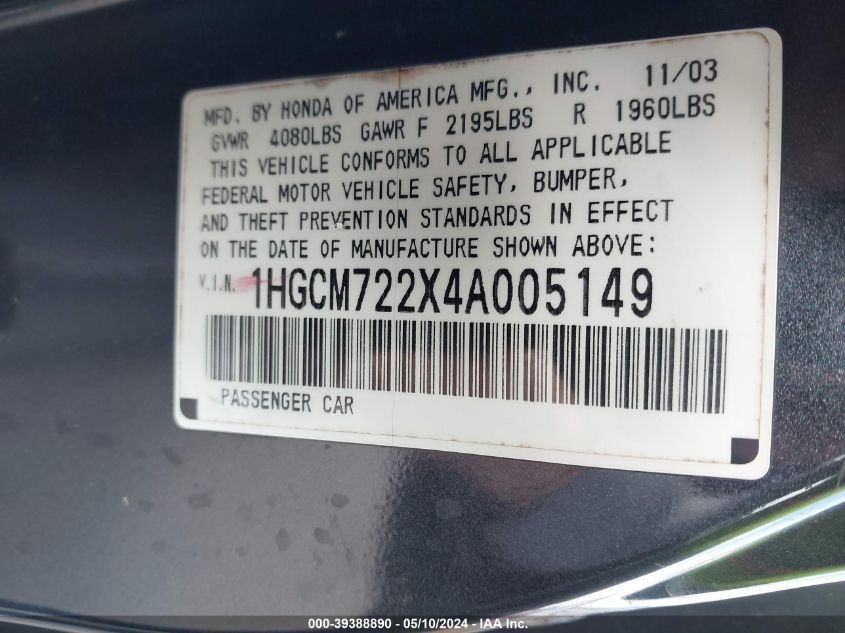 MFD. BY HONDA OF AMERICA MFG., INC. 11/03
GVWR 4080LBS GAWR F 2195LBS R 1960LBS
THIS VEHICLE CONFORMS TO ALL APPLICABLE
FEDERAL MOTOR VEHICLE SAFETY, BUMPER,
AND THEFT PREVENTION STANDARDS IN EFFECT
ON THE DATE OF MANUFACTURE SHOWN ABOVE:
V.I.N. 1HGCM722X4A005149
PASSENGER CAR
000-39388890 - 05/10/2024 - IAA Inc.